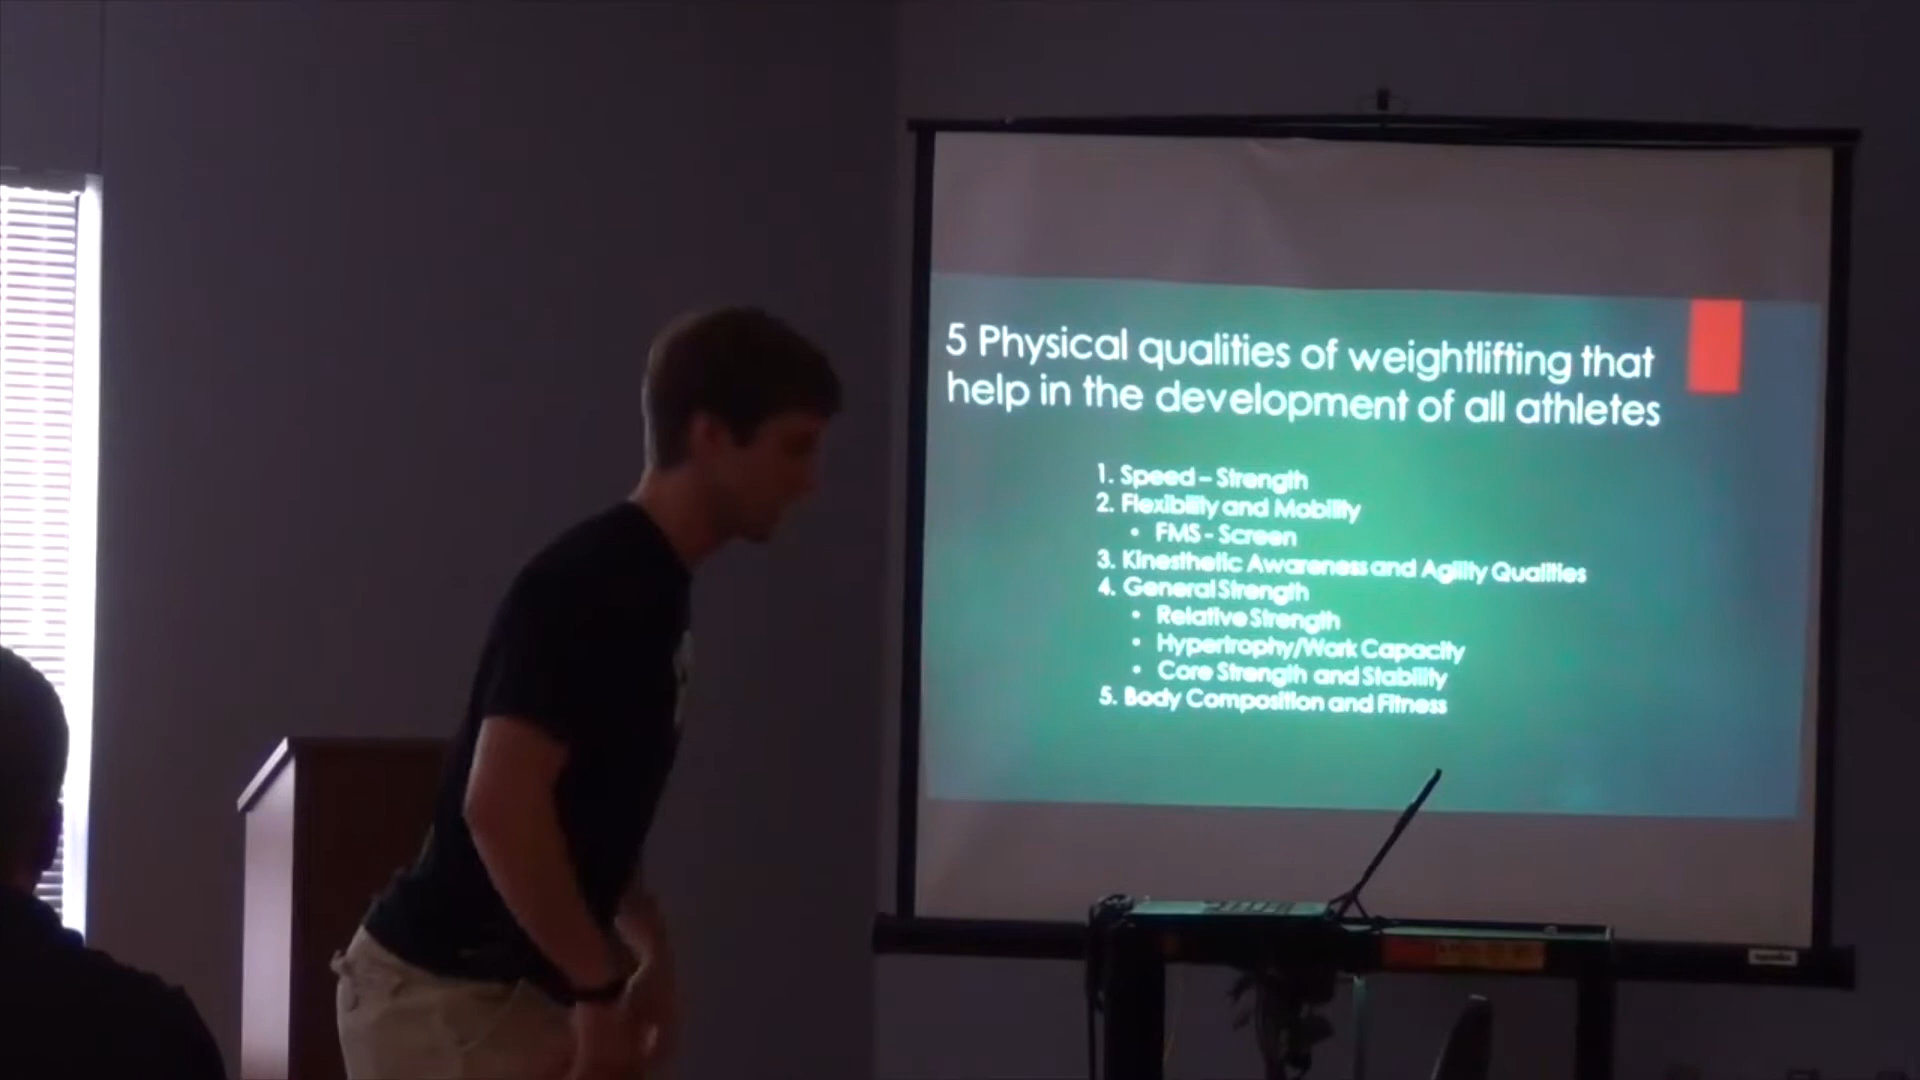 5 Physical qualities of weightlifting that
help in the development of all athletes
1. Speed – Strength
2. Flexibility and Mobility
• FMS - Screen
3. Kinesthetic Awareness and Agility Qualities
4. General Strength
• Relative Strength
• Hypertrophy/Work Capacity
• Core Strength and Stability
5. Body Composition and Fitness